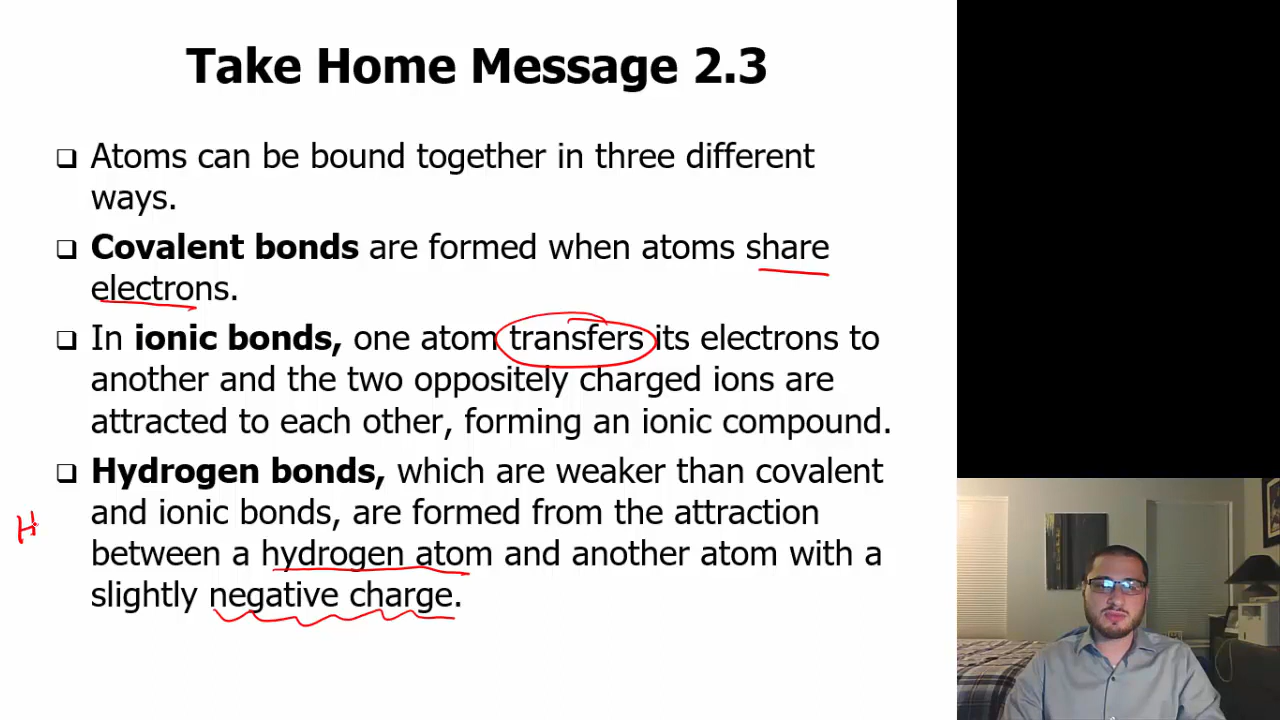 Take Home Message 2.3
❑ Atoms can be bound together in three different
ways.
❑ Covalent bonds are formed when atoms share
electrons.
❑ In ionic bonds, one atom transfers its electrons to
another and the two oppositely charged ions are
attracted to each other, forming an ionic compound.
❑ Hydrogen bonds, which are weaker than covalent
and ionic bonds, are formed from the attraction
H
between a hydrogen atom and another atom with a
slightly negative charge.